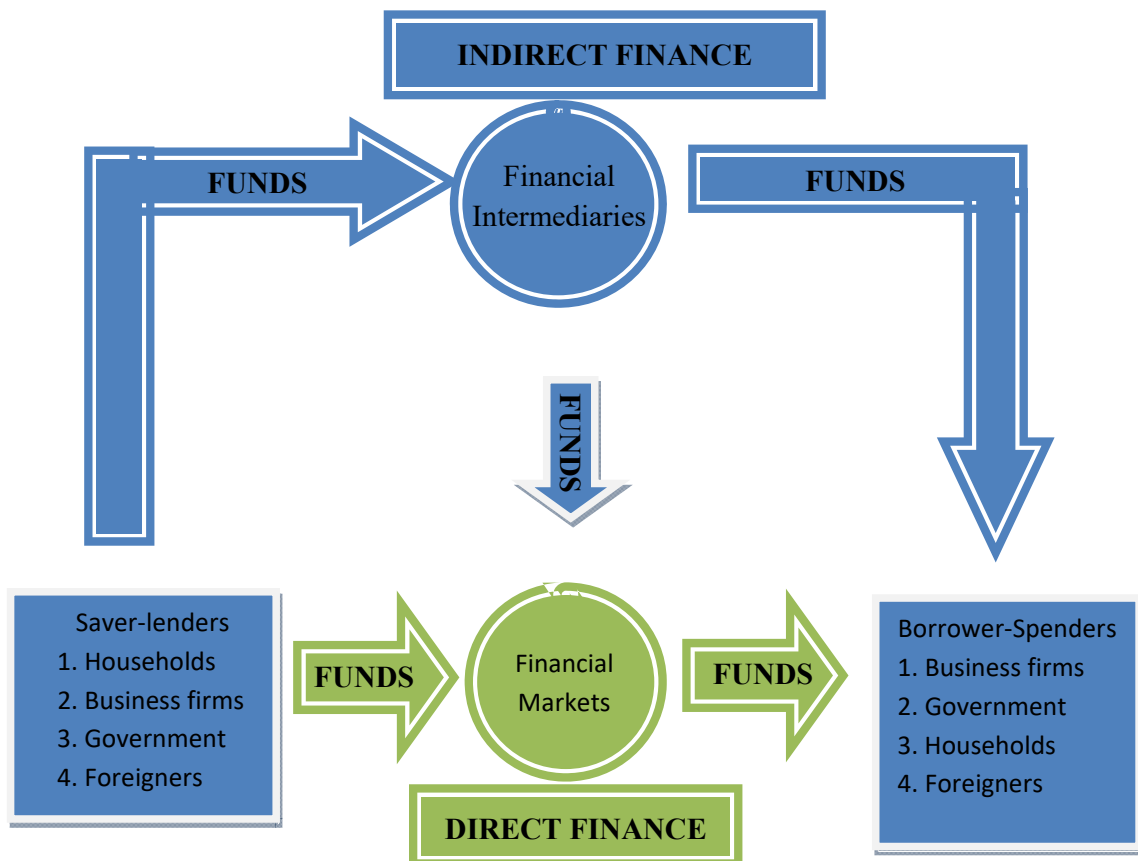 INDIRECT FINANCE
FUNDS
Financial
Intermediaries
FUNDS
FUNDS
Saver-lenders
1. Households
2. Business firms
3. Government
4. Foreigners
FUNDS
Financial
Markets
FUNDS
Borrower-Spenders
1. Business firms
2. Government
3. Households
4. Foreigners
DIRECT FINANCE